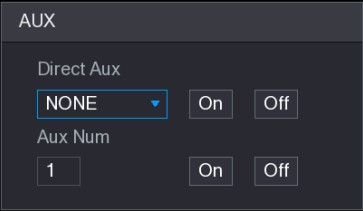 AUX
Direct Aux
NONE On Off
Aux Num
1 On Off